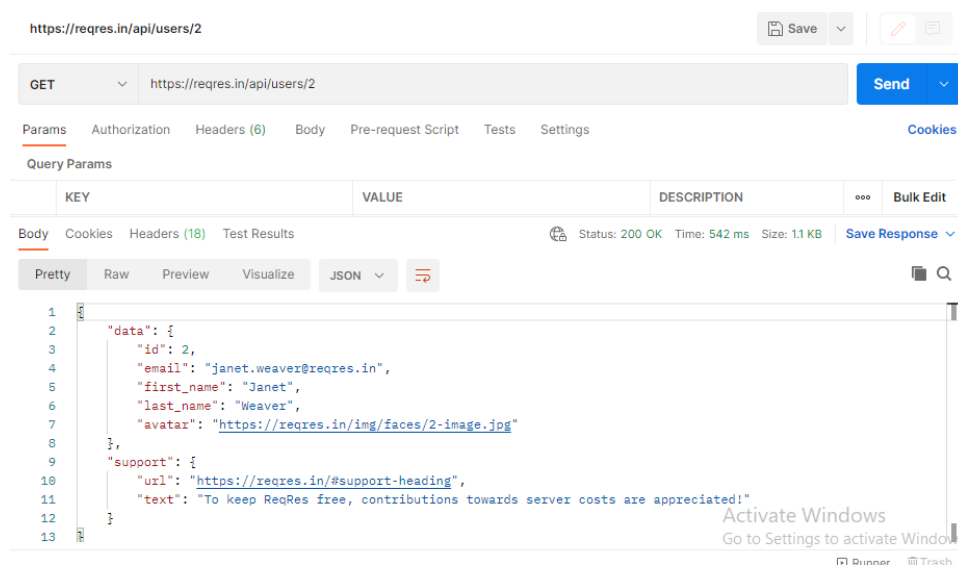 https://reqres.in/api/users/2 Save
GET https://reqres.in/api/users/2 Send
Params Authorization Headers (6) Body Pre-request Script Tests Settings Cookies
Query Params
KEY VALUE DESCRIPTION ooo Bulk Edit
Body Cookies Headers (18) Test Results Status: 200 OK Time: 542 ms Size: 1.1 KB Save Response
Pretty Raw Preview Visualize JSON
1 {
2 "data": {
3 "id": 2,
4 "email": "janet.weaver@reqres.in",
5 "first_name": "Janet",
6 "last_name": "Weaver",
7 "avatar": "https://reqres.in/img/faces/2-image.jpg"
8 },
9 "support": {
10 "url": "https://reqres.in/#support-heading",
11 "text": "To keep ReqRes free, contributions towards server costs are appreciated!"
12 }
13 }
Activate Windows
Go to Settings to activate Window
Runner Trash